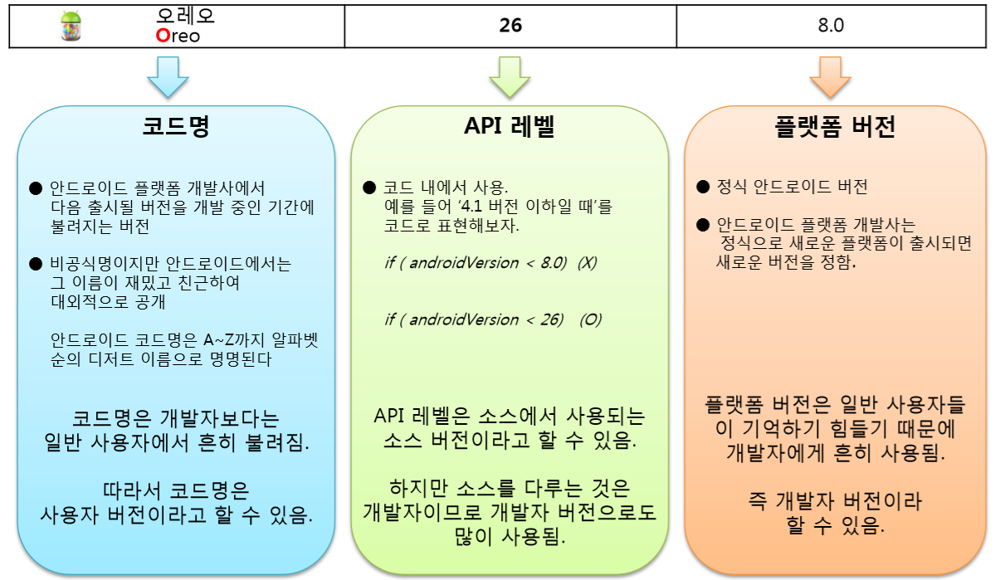 오레오
Oreo
26
8.0
코드명
● 안드로이드 플랫폼 개발사에서
다음 출시될 버전을 개발 중인 기간에
불려지는 버전
● 비공식명이지만 안드로이드에서는
그 이름이 재밌고 친근하여
대외적으로 공개
안드로이드 코드명은 A~Z까지 알파벳
순의 디저트 이름으로 명명된다
코드명은 개발자보다는
일반 사용자에서 흔히 불려짐.
따라서 코드명은
사용자 버전이라고 할 수 있음.
API 레벨
● 코드 내에서 사용.
예를 들어 ‘4.1 버전 이하일 때’를
코드로 표현해보자.
if ( androidVersion < 8.0) (X)
if ( androidVersion < 26) (O)
API 레벨은 소스에서 사용되는
소스 버전이라고 할 수 있음.
하지만 소스를 다루는 것은
개발자이므로 개발자 버전으로도
많이 사용됨.
플랫폼 버전
● 정식 안드로이드 버전
● 안드로이드 플랫폼 개발사는
정식으로 새로운 플랫폼이 출시되면
새로운 버전을 정함.
플랫폼 버전은 일반 사용자들
이 기억하기 힘들기 때문에
개발자에게 흔히 사용됨.
즉 개발자 버전이라
할 수 있음.